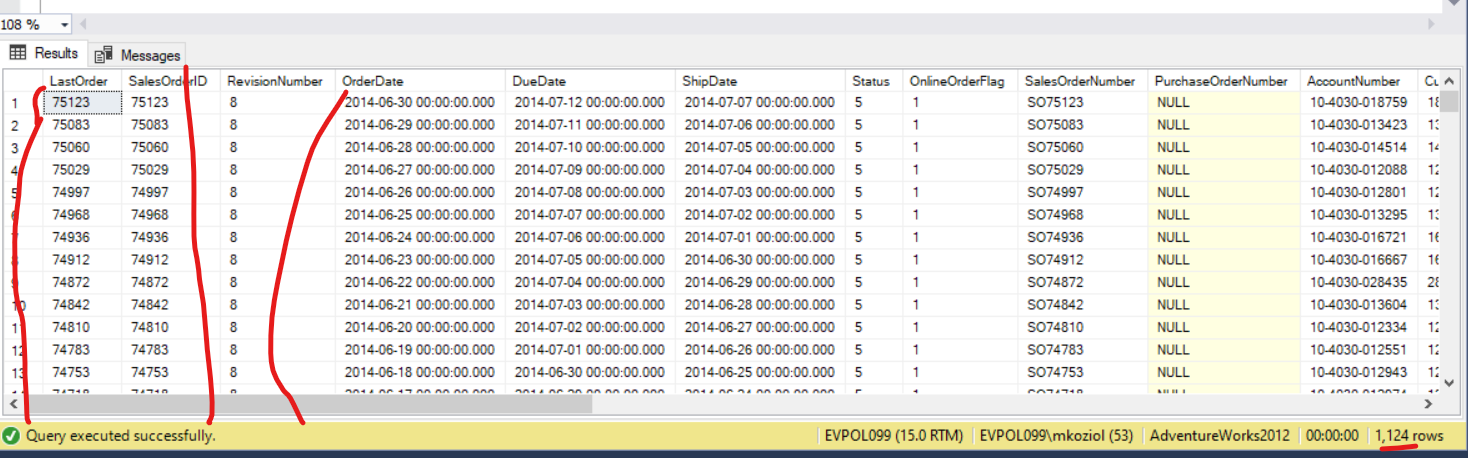 108 %
Results Messages
LastOrder SalesOrderID RevisionNumber OrderDate DueDate ShipDate Status OnlineOrderFlag SalesOrderNumber PurchaseOrderNumber AccountNumber
1 75123 75123 8 2014-06-30 00:00:00.000 2014-07-12 00:00:00.000 2014-07-07 00:00:00.000 5 1 SO75123 NULL 10-4030-018759
2 75083 75083 8 2014-06-29 00:00:00.000 2014-07-11 00:00:00.000 2014-07-06 00:00:00.000 5 1 SO75083 NULL 10-4030-013423
3 75060 75060 8 2014-06-28 00:00:00.000 2014-07-10 00:00:00.000 2014-07-05 00:00:00.000 5 1 SO75060 NULL 10-4030-014514
4 75029 75029 8 2014-06-27 00:00:00.000 2014-07-09 00:00:00.000 2014-07-04 00:00:00.000 5 1 SO75029 NULL 10-4030-012088
5 74997 74997 8 2014-06-26 00:00:00.000 2014-07-08 00:00:00.000 2014-07-03 00:00:00.000 5 1 SO74997 NULL 10-4030-012801
6 74968 74968 8 2014-06-25 00:00:00.000 2014-07-07 00:00:00.000 2014-07-02 00:00:00.000 5 1 SO74968 NULL 10-4030-013295
7 74936 74936 8 2014-06-24 00:00:00.000 2014-07-06 00:00:00.000 2014-07-01 00:00:00.000 5 1 SO74936 NULL 10-4030-016721
8 74912 74912 8 2014-06-23 00:00:00.000 2014-07-05 00:00:00.000 2014-06-30 00:00:00.000 5 1 SO74912 NULL 10-4030-016667
9 74872 74872 8 2014-06-22 00:00:00.000 2014-07-04 00:00:00.000 2014-06-29 00:00:00.000 5 1 SO74872 NULL 10-4030-028435
10 74842 74842 8 2014-06-21 00:00:00.000 2014-07-03 00:00:00.000 2014-06-28 00:00:00.000 5 1 SO74842 NULL 10-4030-013604
11 74810 74810 8 2014-06-20 00:00:00.000 2014-07-02 00:00:00.000 2014-06-27 00:00:00.000 5 1 SO74810 NULL 10-4030-012334
12 74783 74783 8 2014-06-19 00:00:00.000 2014-07-01 00:00:00.000 2014-06-26 00:00:00.000 5 1 SO74783 NULL 10-4030-012551
13 74753 74753 8 2014-06-18 00:00:00.000 2014-06-30 00:00:00.000 2014-06-25 00:00:00.000 5 1 SO74753 NULL 10-4030-012943
Query executed successfully. EVPOL099 (15.0 RTM) EVPOL099\mkoziol (53) AdventureWorks2012 00:00:00 1,124 rows